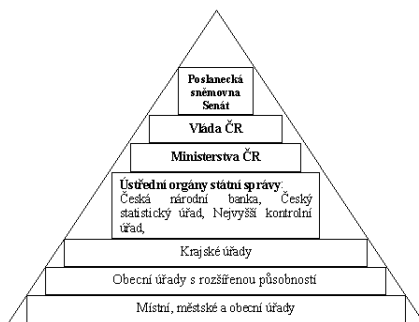 Poslanecká
sněmovna
Senát
Vláda ČR
Ministerstva ČR
Ústřední orgány státní správy:
Česká národní banka, Český
statistický úřad, Nejvyšší kontrolní
úřad,
Krajské úřady
Obecní úřady s rozšířenou působností
Místní, městské a obecní úřady